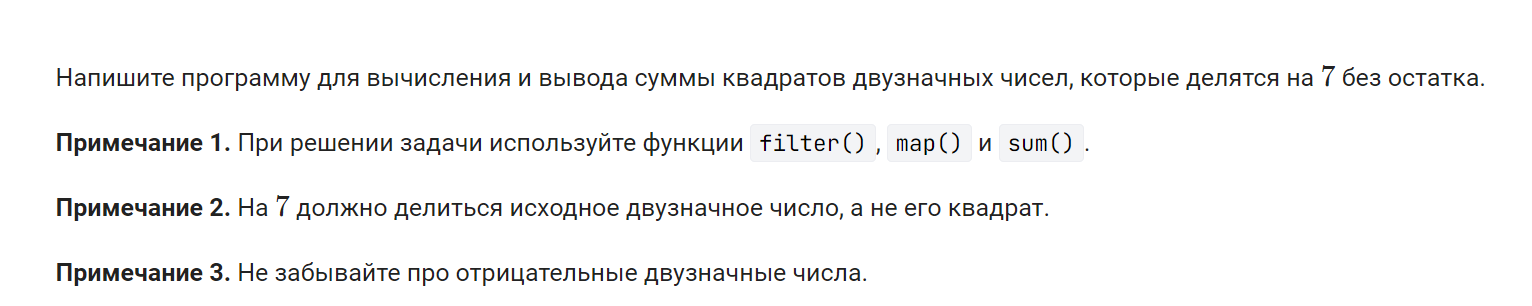 Напишите программу для вычисления и вывода суммы квадратов двузначных чисел, которые делятся на 7 без остатка.
Примечание 1. При решении задачи используйте функции filter(), map() и sum().
Примечание 2. На 7 должно делиться исходное двузначное число, а не его квадрат.
Примечание 3. Не забывайте про отрицательные двузначные числа.